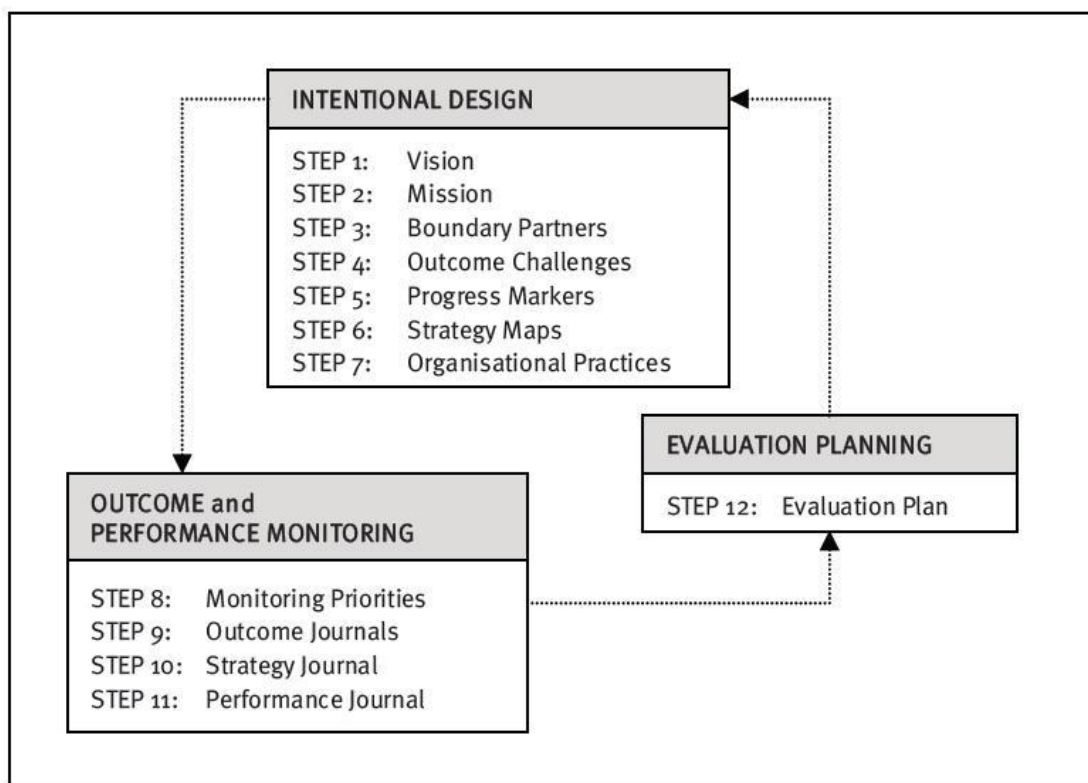 INTENTIONAL DESIGN
STEP 1: Vision
STEP 2: Mission
STEP 3: Boundary Partners
STEP 4: Outcome Challenges
STEP 5: Progress Markers
STEP 6: Strategy Maps
STEP 7: Organisational Practices
OUTCOME and
PERFORMANCE MONITORING
STEP 8: Monitoring Priorities
STEP 9: Outcome Journals
STEP 10: Strategy Journal
STEP 11: Performance Journal
EVALUATION PLANNING
STEP 12: Evaluation Plan